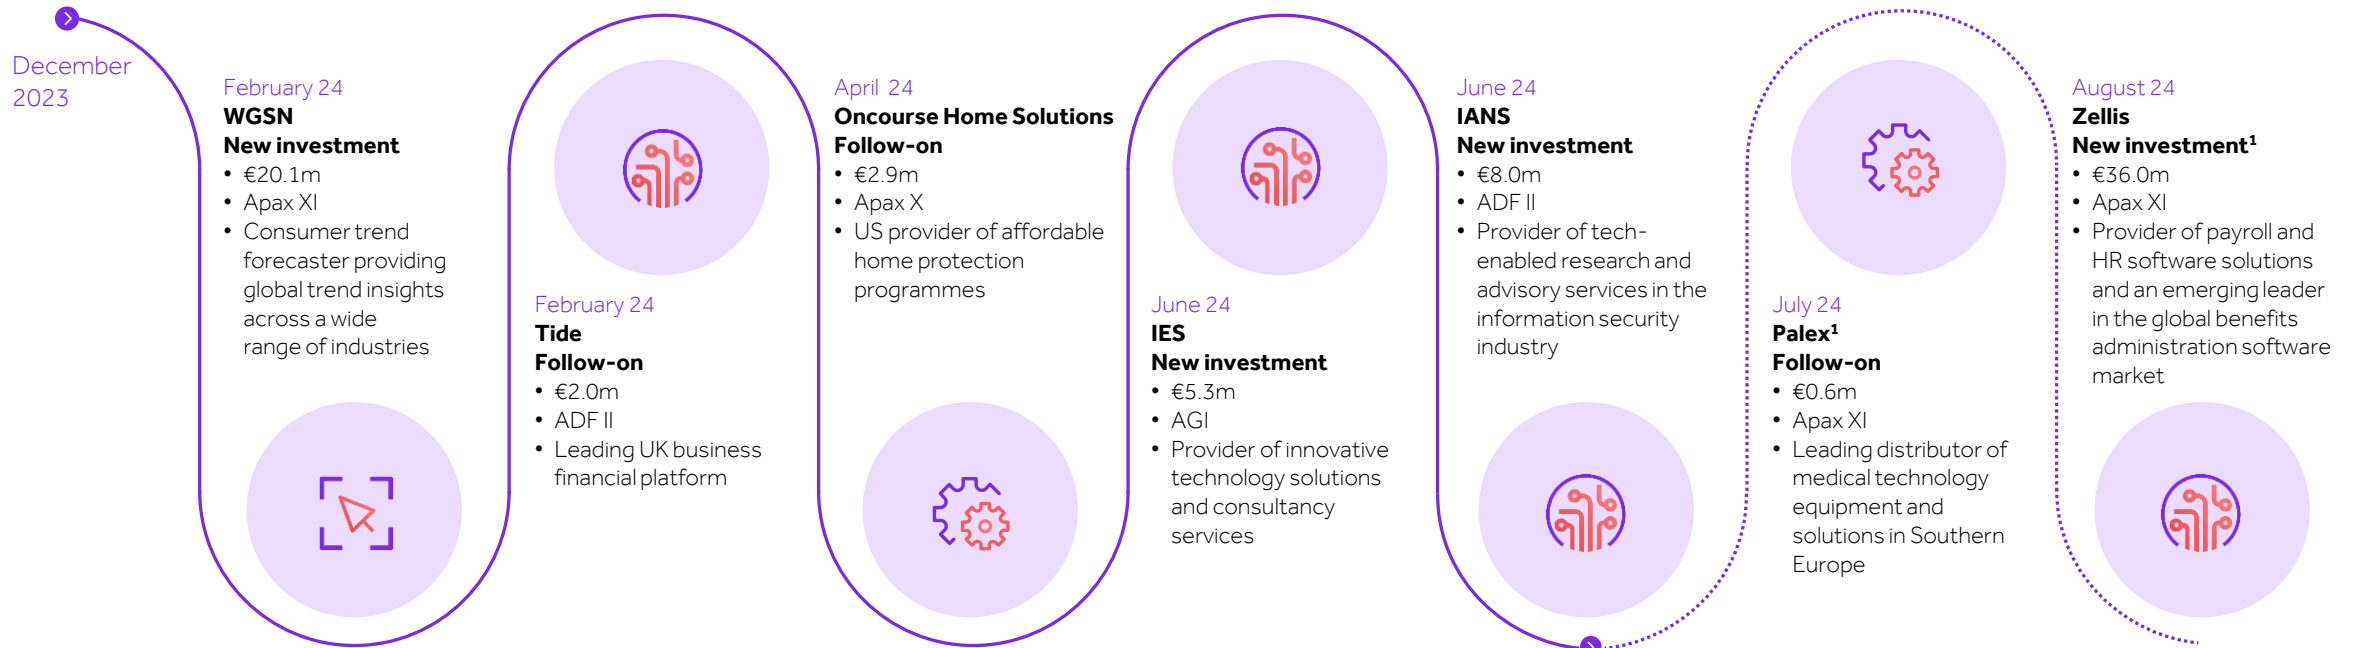 December
2023
February 24
WGSN
New investment
• €20.1m
• Apax XI
• Consumer trend
forecaster providing
global trend insights
across a wide
range of industries
February 24
Tide
Follow-on
• €2.0m
• ADF II
• Leading UK business
financial platform
April 24
Oncourse Home Solutions
Follow-on
• €2.9m
• Apax X
• US provider of affordable
home protection
programmes
June 24
IES
New investment
• €5.3m
• AGI
• Provider of innovative
technology solutions
and consultancy
services
June 24
IANS
New investment
• €8.0m
• ADF II
• Provider of tech-
enabled research and
advisory services in the
information security
industry
July 24
Palex¹
Follow-on
• €0.6m
• Apax XI
• Leading distributor of
medical technology
equipment and
solutions in Southern
Europe
August 24
Zellis
New investment¹
• €36.0m
• Apax XI
• Provider of payroll and
HR software solutions
and an emerging leader
in the global benefits
administration software
market